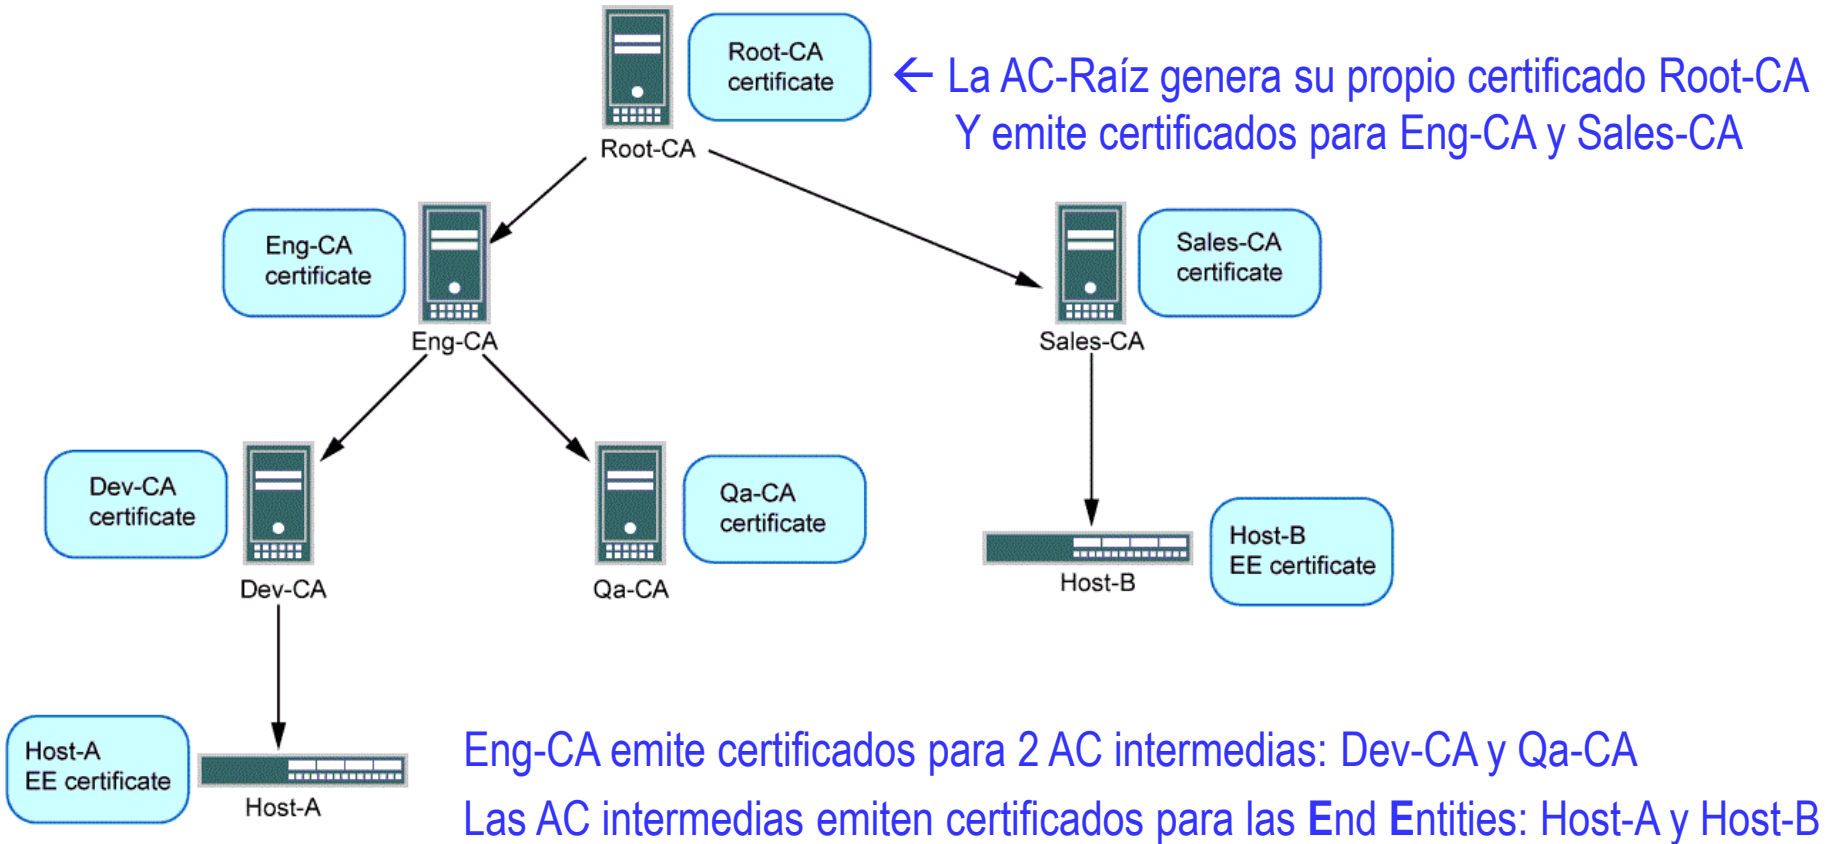 Root-CA
certificate
← La AC-Raíz genera su propio certificado Root-CA
Y emite certificados para Eng-CA y Sales-CA
Root-CA
Eng-CA
certificate
Sales-CA
certificate
Eng-CA
Sales-CA
Dev-CA
certificate
Qa-CA
certificate
Host-B
EE certificate
Dev-CA
Qa-CA
Host-B
Host-A
EE certificate
Host-A
Eng-CA emite certificados para 2 AC intermedias: Dev-CA y Qa-CA
Las AC intermedias emiten certificados para las End Entities: Host-A y Host-B